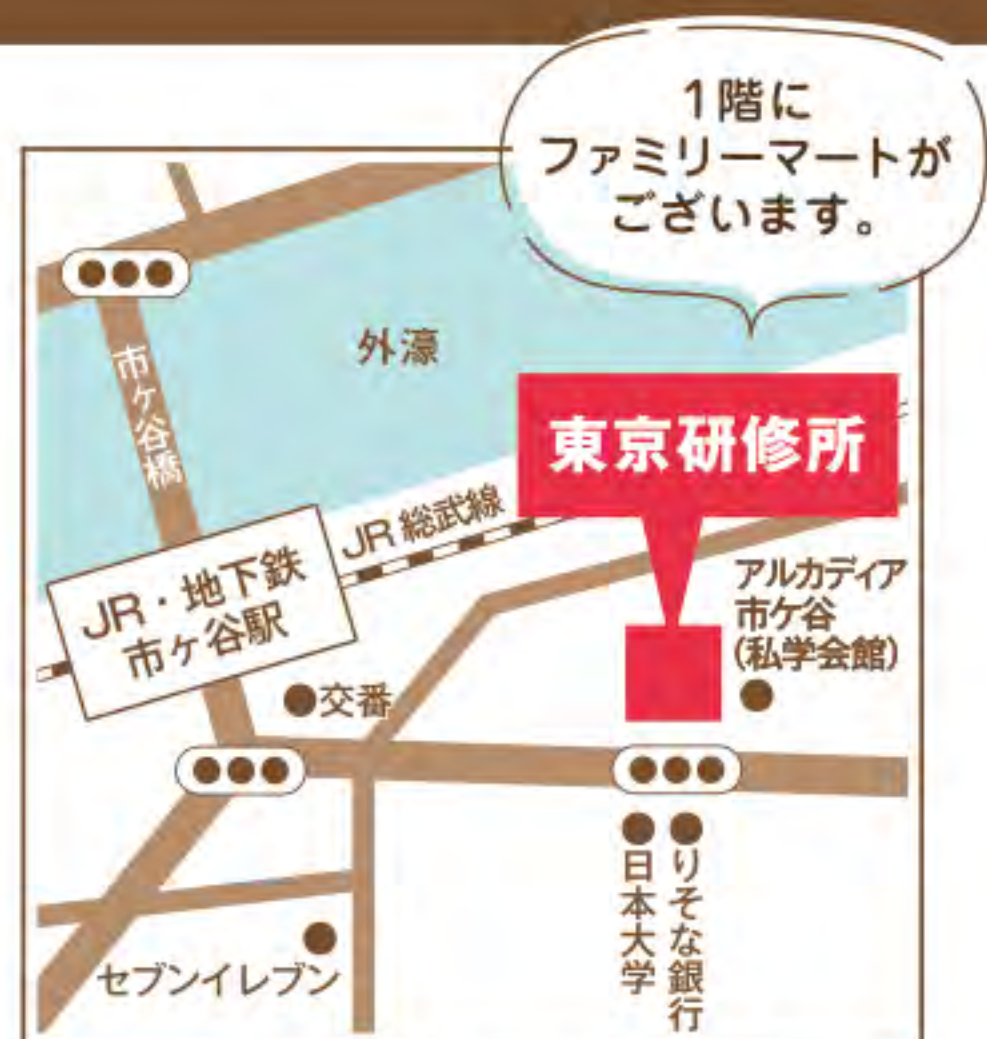 1階に
ファミリーマートが
ございます。
外濠
市ヶ谷橋
東京研修所
JR 総武線
JR・地下鉄
市ヶ谷駅
アルカディア
市ケ谷
(私学会館)
交番
日本大学
りそな銀行
セブンイレブン